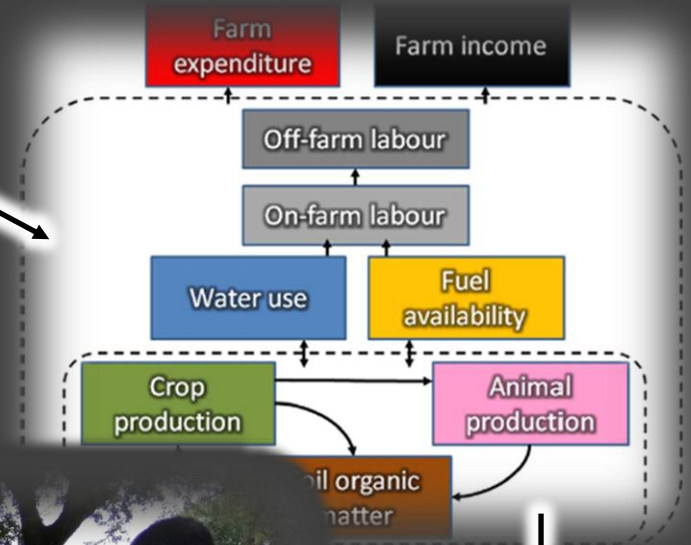 Farm
expenditure
Farm income
Off-farm labour
On-farm labour
Water use
Fuel
availability
Crop
production
Animal
production
oil organic
natter